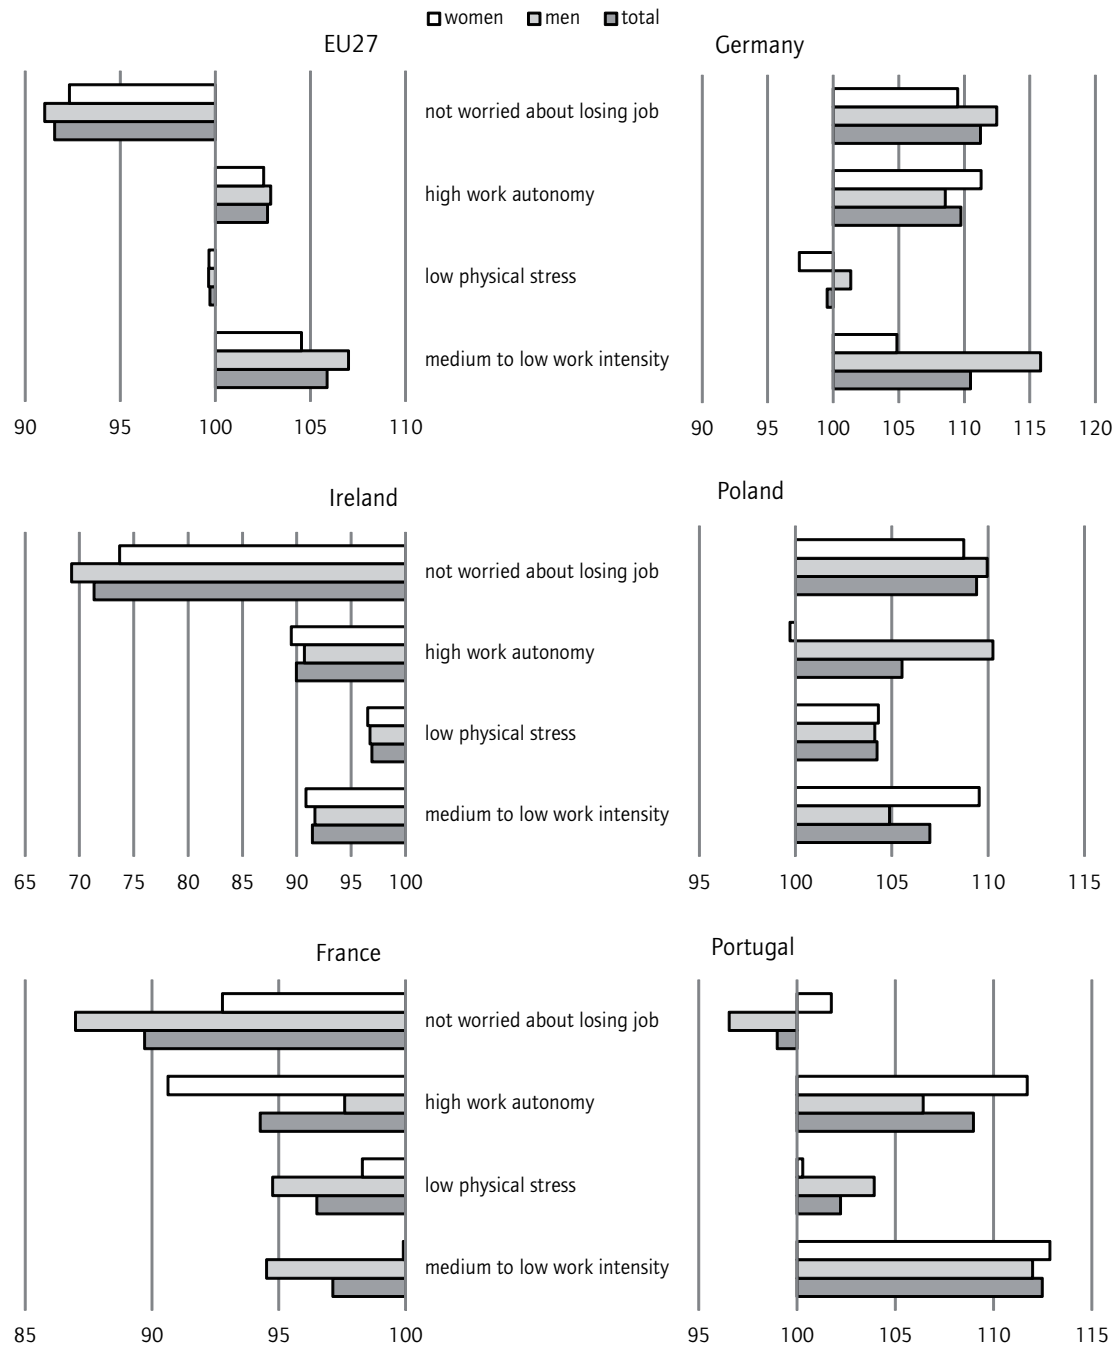 women men total
EU27 Germany
not worried about losing job
high work autonomy
low physical stress
medium to low work intensity
90 95 100 105 110 90 95 100 105 110 115 120
Ireland Poland
not worried about losing job
high work autonomy
low physical stress
medium to low work intensity
65 70 75 80 85 90 95 100 95 100 105 110 115
France Portugal
not worried about losing job
high work autonomy
low physical stress
medium to low work intensity
85 90 95 100 95 100 105 110 115